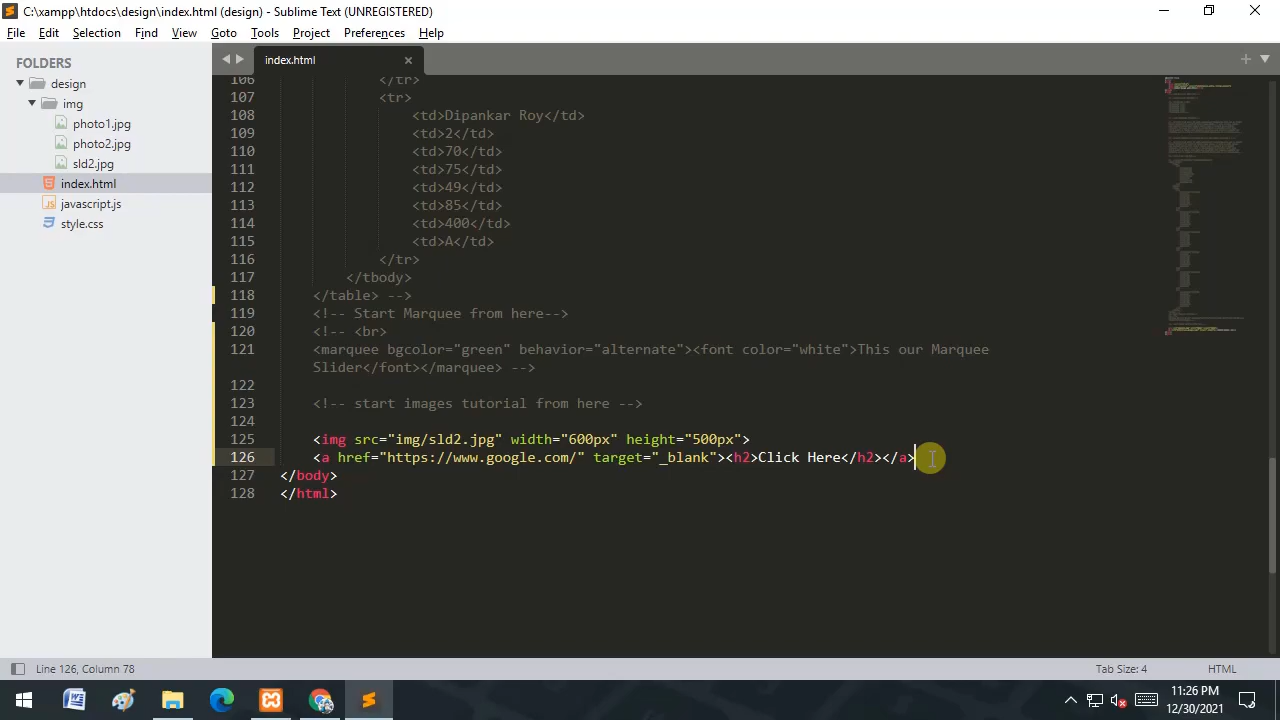 C:\xampp\htdocs\design\index.html (design) - Sublime Text (UNREGISTERED)
File Edit Selection Find View Goto Tools Project Preferences Help
FOLDERS
design
img
photo1.jpg
photo2.jpg
sld2.jpg
index.html
javascript.js
style.css
index.html
106 </tr>
107 <tr>
108 <td>Dipankar Roy</td>
109 <td>2</td>
110 <td>70</td>
111 <td>75</td>
112 <td>49</td>
113 <td>85</td>
114 <td>400</td>
115 <td>A</td>
116 </tr>
117 </tbody>
118 </table> -->
119 <!-- Start Marquee from here-->
120 <!-- <br>
121 <marquee bgcolor="green" behavior="alternate"><font color="white">This our Marquee
Slider</font></marquee> -->
122
123 <!-- start images tutorial from here -->
124
125 <img src="img/sld2.jpg" width="600px" height="500px">
126 <a href="https://www.google.com/" target="_blank"><h2>Click Here</h2></a>
127 </body>
128 </html>
Line 126, Column 78
Tab Size: 4
HTML
11:26 PM
12/30/2021